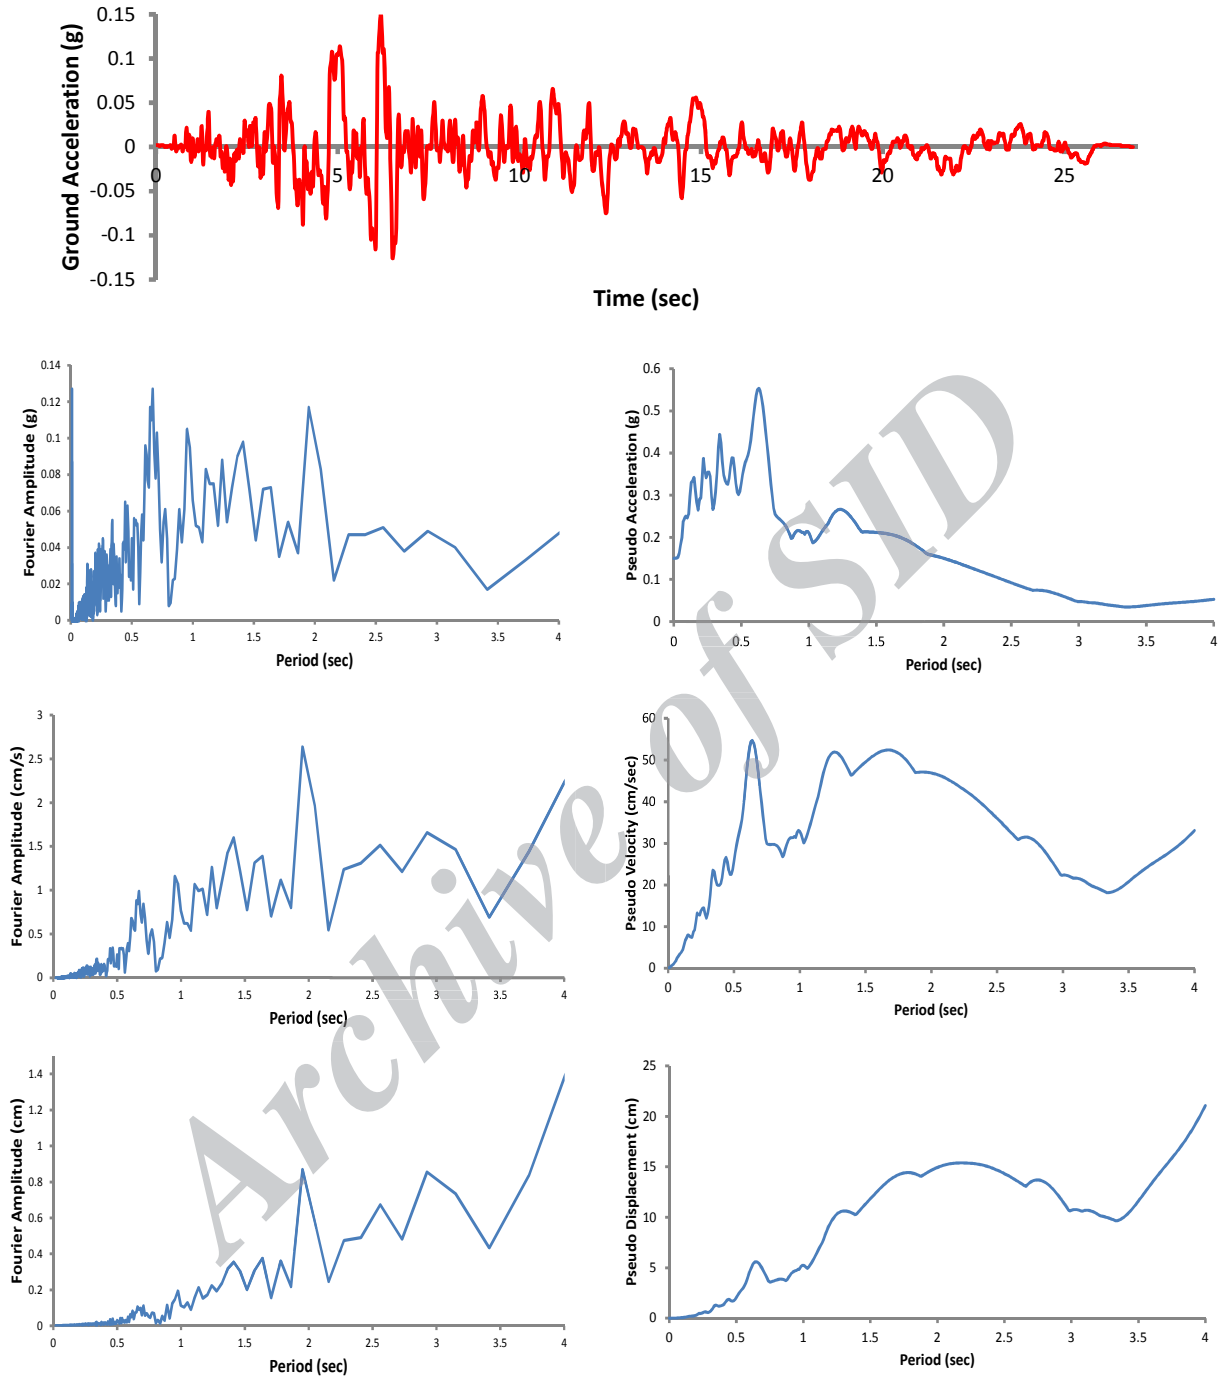 0.15
0.1
0.05
0
-0.05
-0.1
-0.15
Ground Acceleration (g)
0 5 10 15 20 25
Time (sec)
0.14
0.12
0.1
0.08
0.06
0.04
0.02
0
Fourier Amplitude (g)
0 0.5 1 1.5 2 2.5 3 3.5 4
Period (sec)
0.6
0.5
0.4
0.3
0.2
0.1
0
Pseudo Acceleration (g)
0 0.5 1 1.5 2 2.5 3 3.5 4
Period (sec)
3
2.5
2
1.5
1
0.5
0
Fourier Amplitude (cm/s)
0 0.5 1 1.5 2 2.5 3 3.5 4
Period (sec)
60
50
40
30
20
10
0
Pseudo Velocity (cm/sec)
0 0.5 1 1.5 2 2.5 3 3.5 4
Period (sec)
1.4
1.2
1
0.8
0.6
0.4
0.2
0
Fourier Amplitude (cm)
0 0.5 1 1.5 2 2.5 3 3.5 4
Period (sec)
25
20
15
10
5
0
Pseudo Displacement (cm)
0 0.5 1 1.5 2 2.5 3 3.5 4
Period (sec)
Archive of SID